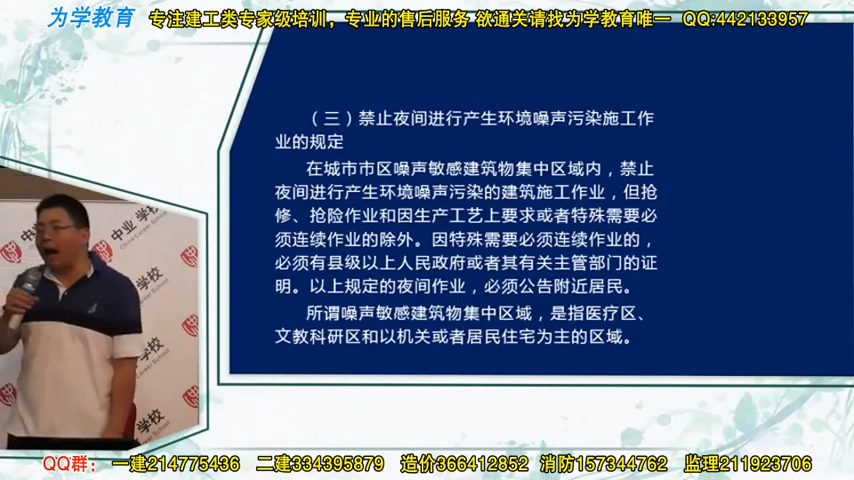 为学教育 专注建工类专家级培训，专业的售后服务 欲通关请找为学教育唯一 QQ:442133957
（三）禁止夜间进行产生环境噪声污染施工作
业的规定
在城市市区噪声敏感建筑物集中区域内，禁止
夜间进行产生环境噪声污染的建筑施工作业，但抢
修、抢险作业和因生产工艺上要求或者特殊需要必
须连续作业的除外。因特殊需要必须连续作业的，
必须有县级以上人民政府或者其有关主管部门的证
明。以上规定的夜间作业，必须公告附近居民。
所谓噪声敏感建筑物集中区域，是指医疗区、
文教科研区和以机关或者居民住宅为主的区域。
中业 学校
学校
学校
学校
QQ群： 一建214775436 二建334395879 造价366412852 消防157344762 监理211923706